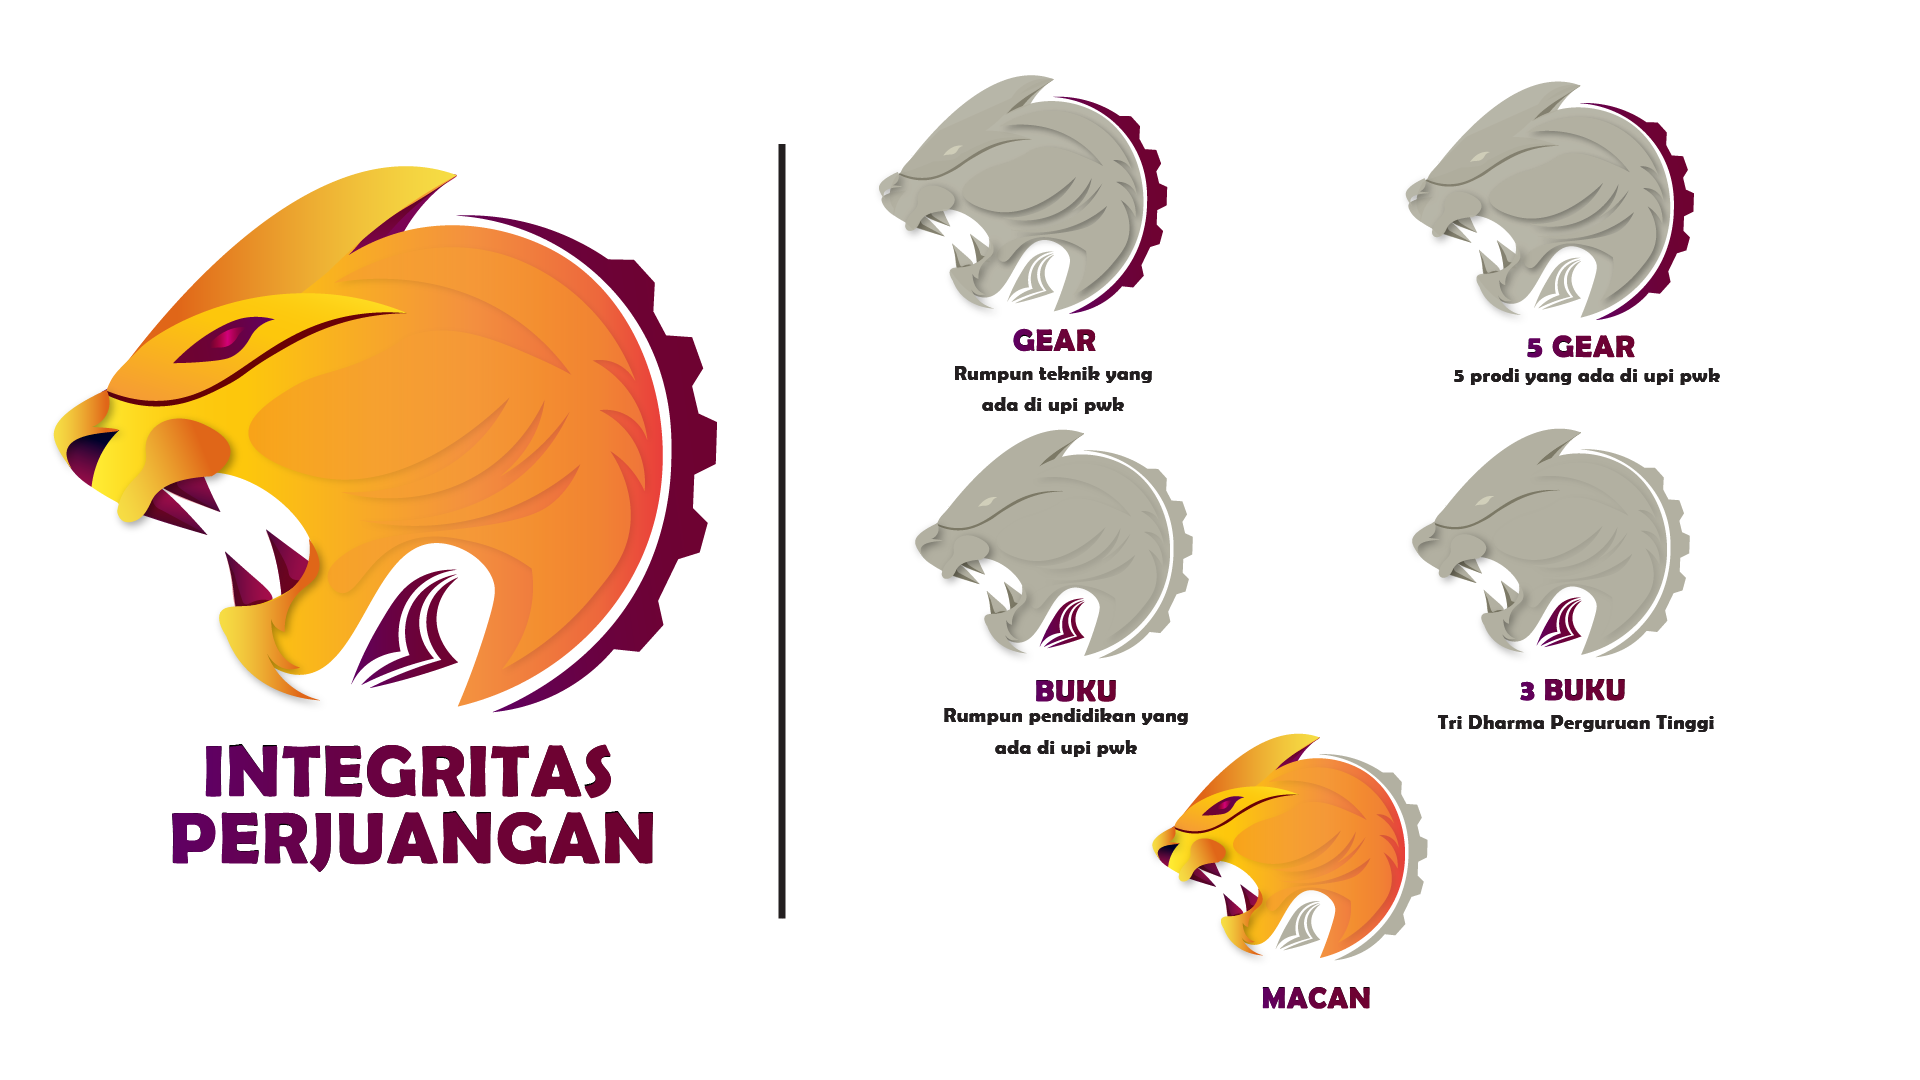 INTEGRITAS
PERJUANGAN
GEAR
Rumpun teknik yang
ada di upi pwk
5 GEAR
5 prodi yang ada di upi pwk
BUKU
Rumpun pendidikan yang
ada di upi pwk
3 BUKU
Tri Dharma Perguruan Tinggi
MACAN